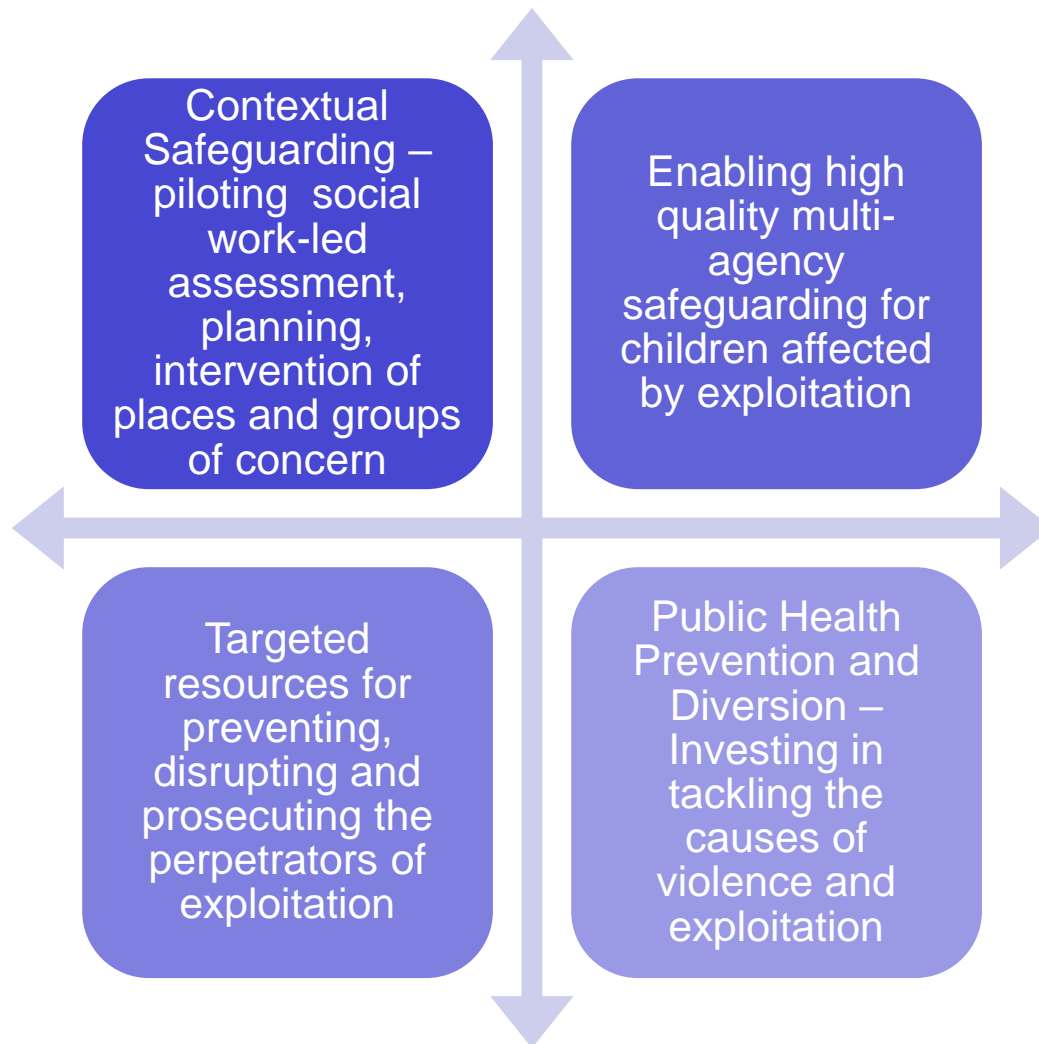 Contextual
Safeguarding –
piloting  social
work-led
assessment,
planning,
intervention of
places and groups
of concern
Enabling high
quality multi-
agency
safeguarding for
children affected
by exploitation
Targeted
resources for
preventing,
disrupting and
prosecuting the
perpetrators of
exploitation
Public Health
Prevention and
Diversion –
Investing in
tackling the
causes of
violence and
exploitation